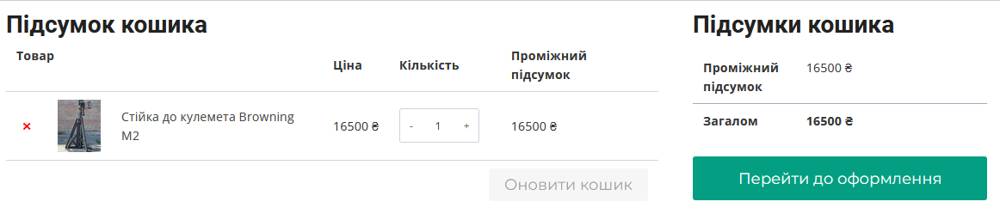 Підсумок кошика
Товар
Ціна
Кількість
Проміжний
підсумок
×
Стійка до кулемета Browning
M2
16500 ₴
- 1 +
16500 ₴
Оновити кошик
Підсумки кошика
Проміжний
підсумок
16500 ₴
Загалом
16500 ₴
Перейти до оформлення